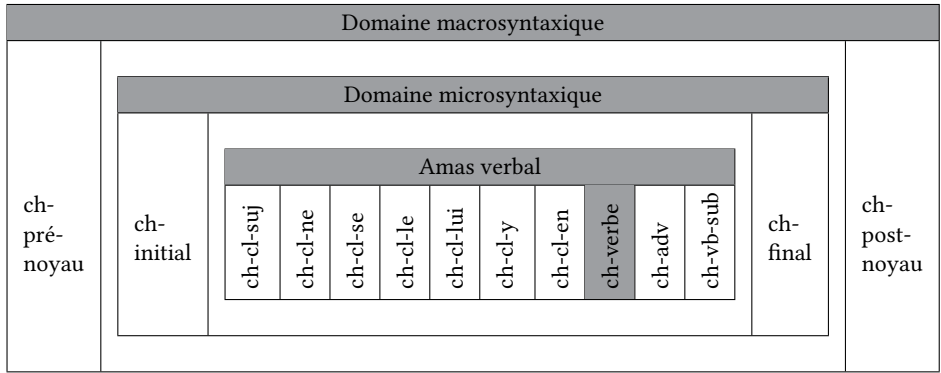 Domaine macrosyntaxique
Domaine microsyntaxique
Amas verbal
ch-
pré-
noyau
ch-
initial
ch-cl-suj
ch-cl-ne
ch-cl-se
ch-cl-le
ch-cl-lui
ch-cl-y
ch-cl-en
ch-verbe
ch-adv
ch-vb-sub
ch-
final
ch-
post-
noyau